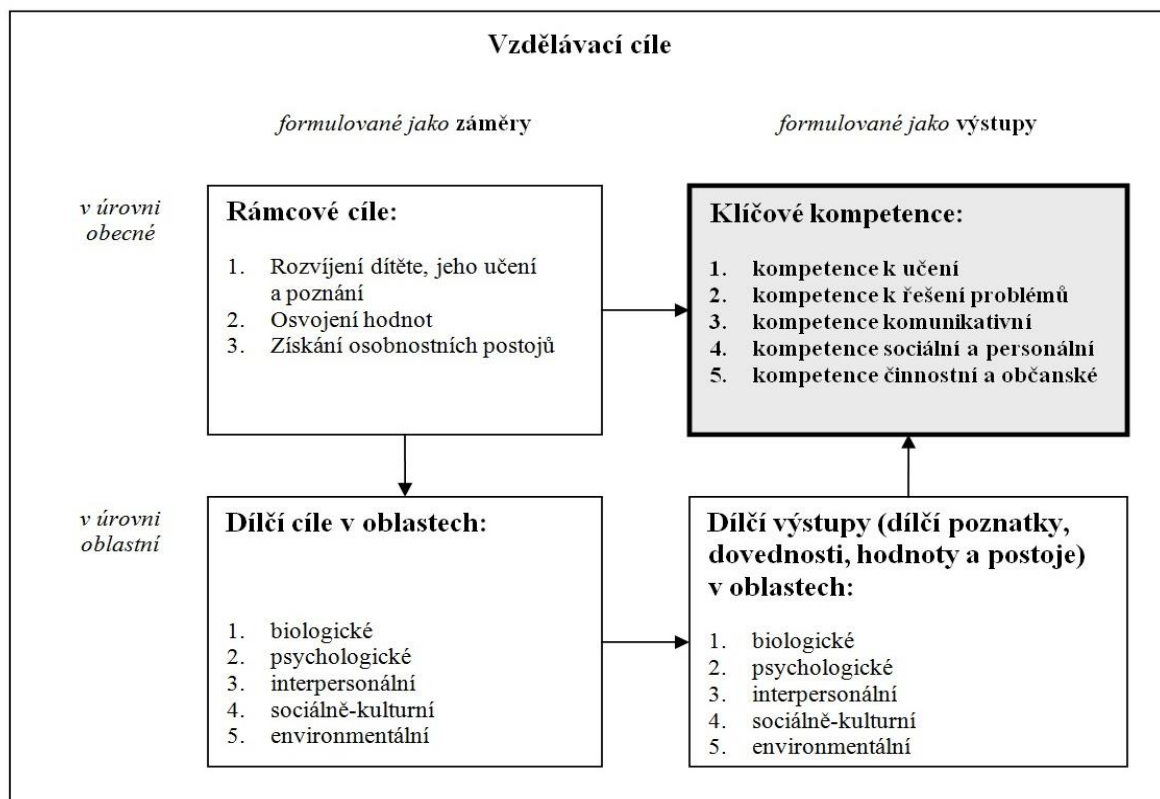 Vzdělávací cíle
formulované jako záměry
formulované jako výstupy
v úrovni
obecné
Rámcové cíle:
1. Rozvíjení dítěte, jeho učení
a poznání
2. Osvojení hodnot
3. Získání osobnostních postojů
Klíčové kompetence:
1. kompetence k učení
2. kompetence k řešení problémů
3. kompetence komunikativní
4. kompetence sociální a personální
5. kompetence činnostní a občanské
v úrovni
oblastní
Dílčí cíle v oblastech:
1. biologické
2. psychologické
3. interpersonální
4. sociálně-kulturní
5. environmentální
Dílčí výstupy (dílčí poznatky,
dovednosti, hodnoty a postoje)
v oblastech:
1. biologické
2. psychologické
3. interpersonální
4. sociálně-kulturní
5. environmentální